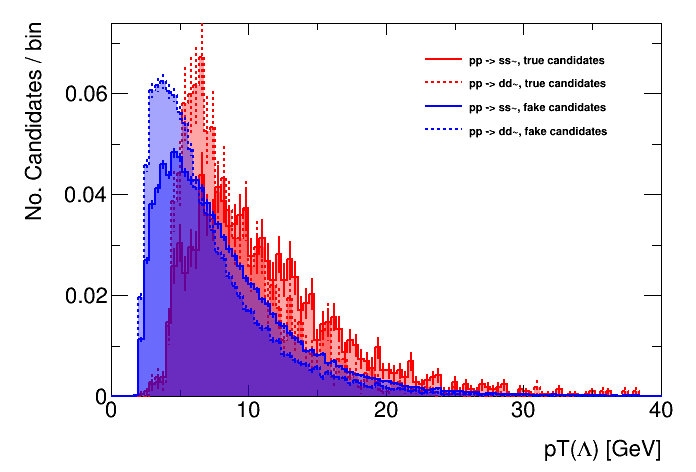 No. Candidates / bin
0.06
0.04
0.02
0
pp -> ss~, true candidates
pp -> dd~, true candidates
pp -> ss~, fake candidates
pp -> dd~, fake candidates
0 10 20 30 40
pT(Λ) [GeV]